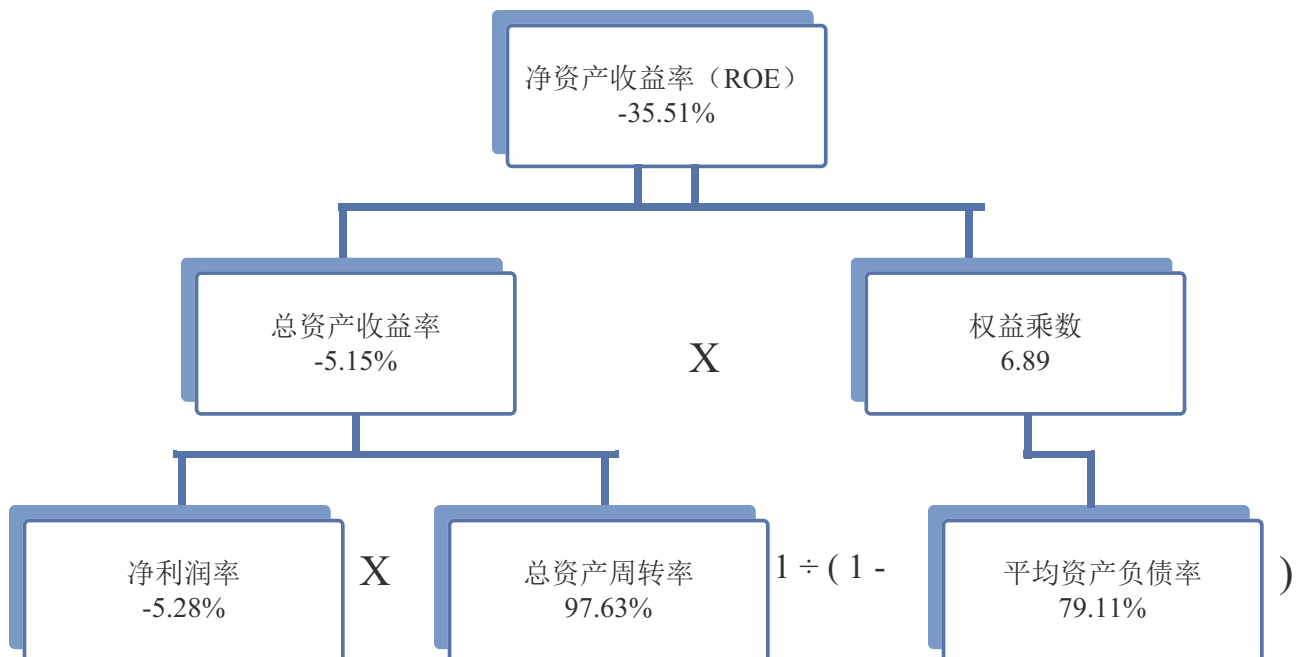 净资产收益率（ROE）
-35.51%
总资产收益率
-5.15%
X
权益乘数
6.89
净利润率
-5.28%
X
总资产周转率
97.63%
1 ÷ ( 1 -
平均资产负债率
79.11%
)